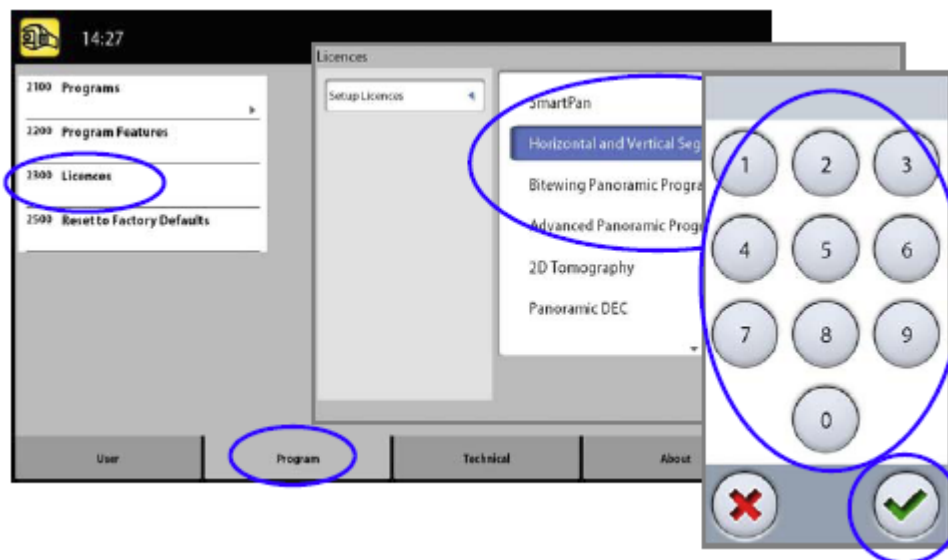 14:27
2100 Programs
2200 Program Features
2300 Licences
2500 Reset to Factory Defaults
Licences
Setup Licences
SmartPan
Horizontal and Vertical Seg
Bitewing Panoramic Progra
Advanced Panoramic Prog
2D Tomography
Panoramic DEC
1 2 3
4 5 6
7 8 9
0
User Program Technical About